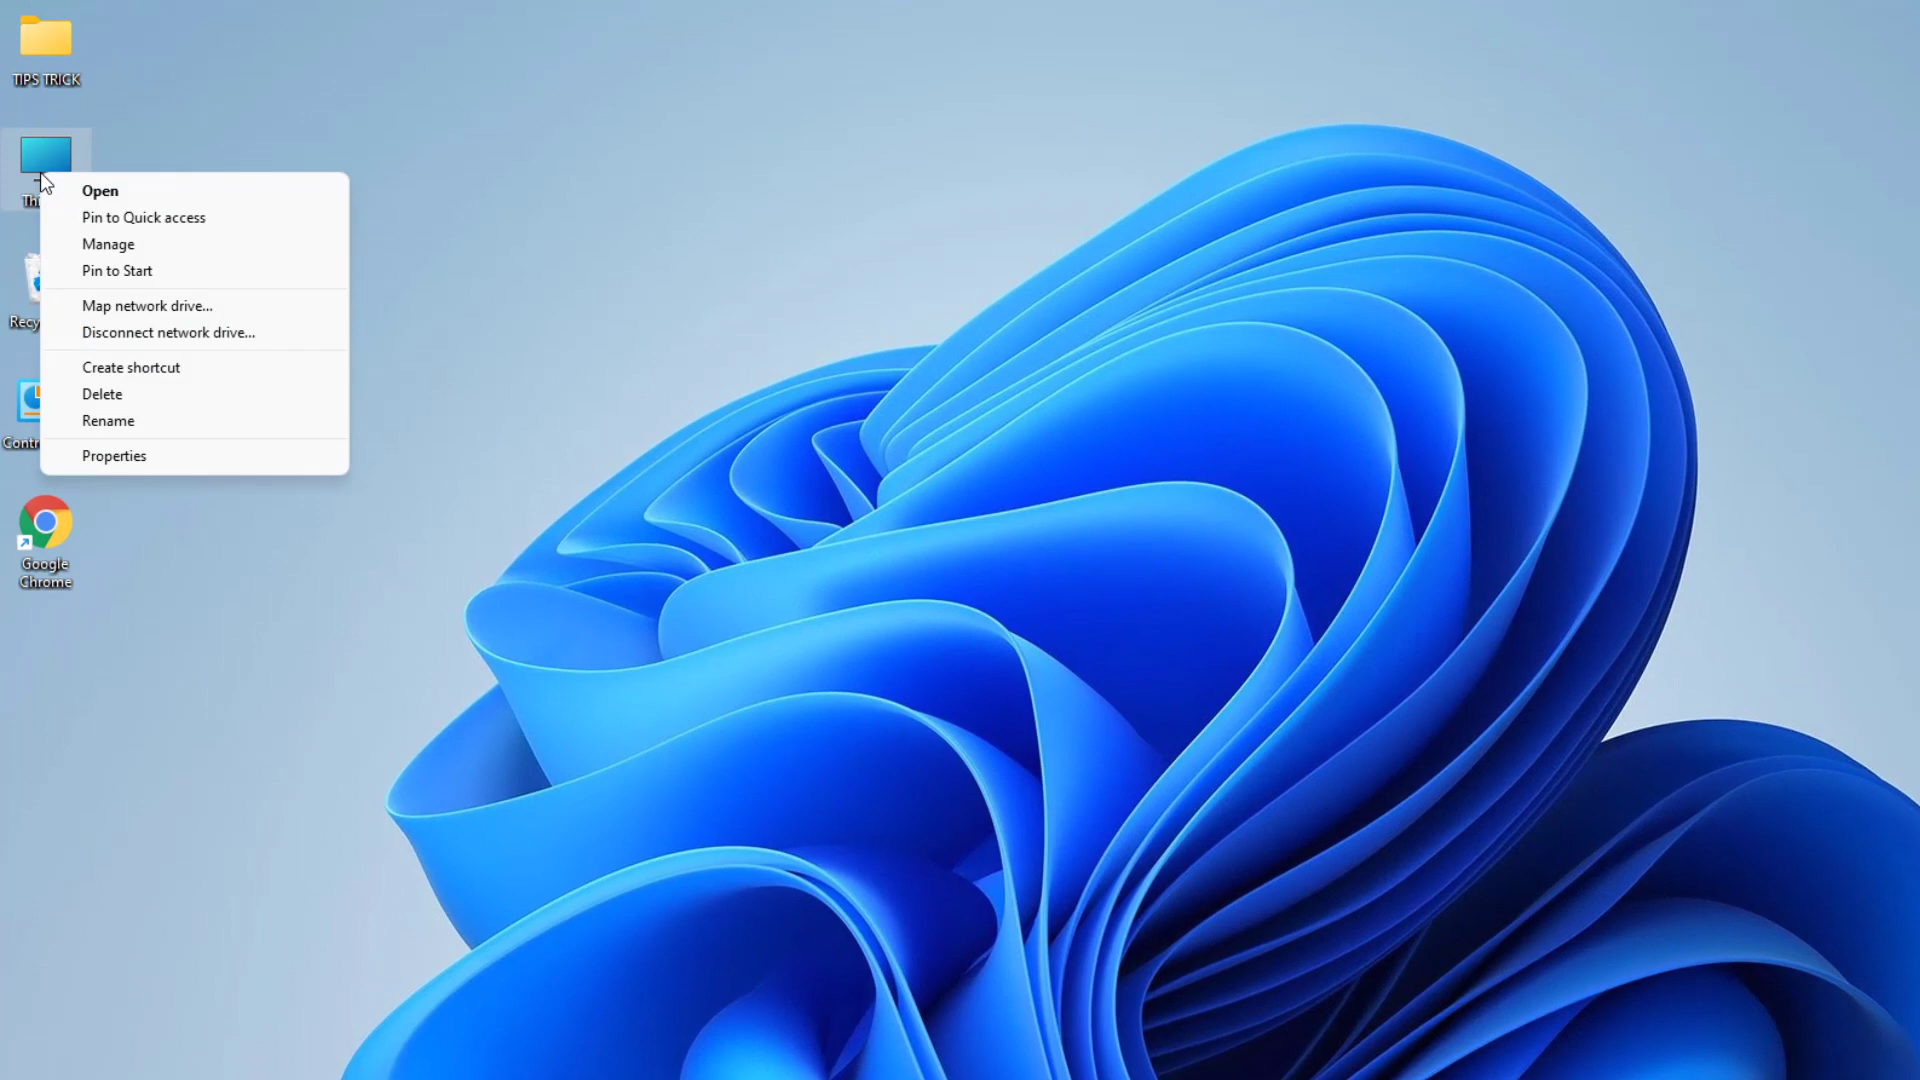 TIPS TRICK
Open
Pin to Quick access
Manage
Pin to Start
Map network drive...
Disconnect network drive...
Create shortcut
Delete
Rename
Properties
Google
Chrome